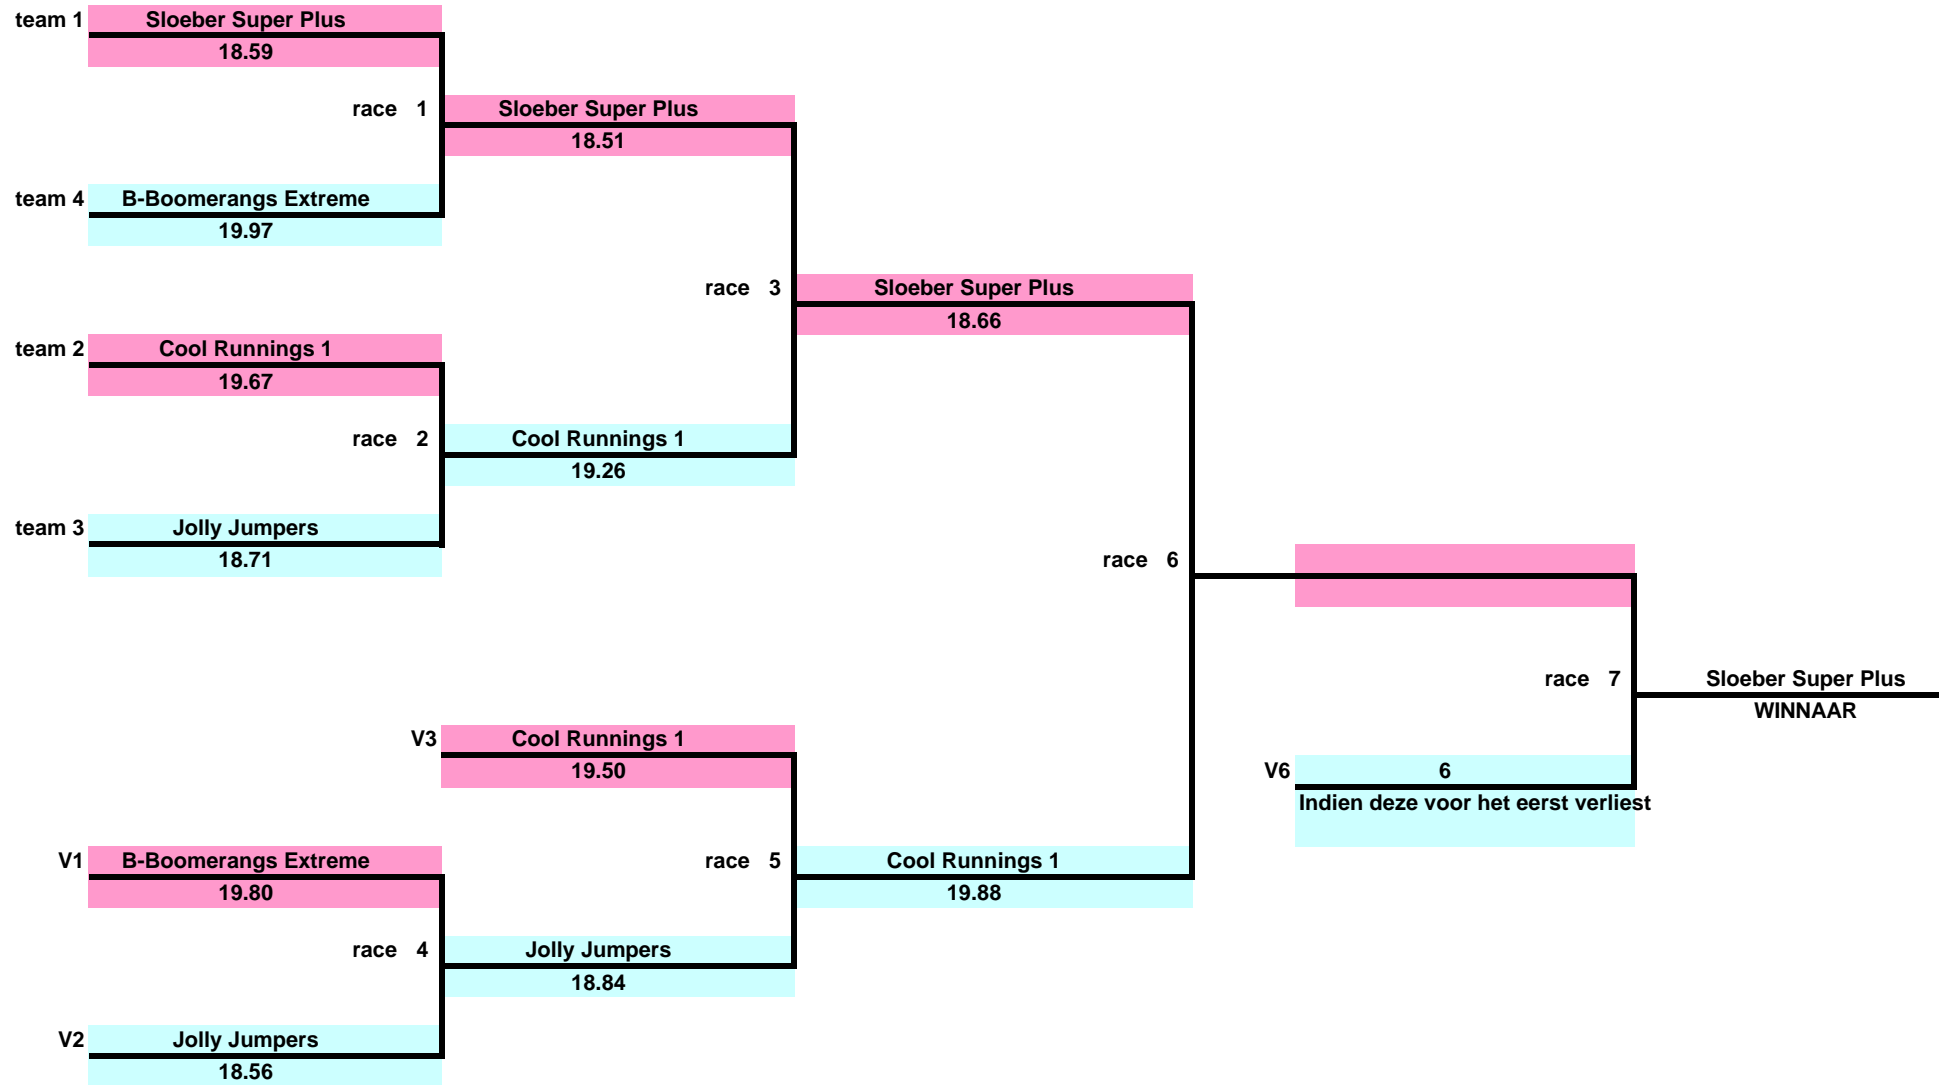 team 1 Sloeber Super Plus
18.59
race 1 Sloeber Super Plus
18.51
team 4 B-Boomerangs Extreme
19.97
race 3 Sloeber Super Plus
18.66
team 2 Cool Runnings 1
19.67
race 2 Cool Runnings 1
19.26
team 3 Jolly Jumpers
18.71
race 6
race 7 Sloeber Super Plus
WINNAAR
V3 Cool Runnings 1
19.50
V6 6
Indien deze voor het eerst verliest
V1 B-Boomerangs Extreme
19.80
race 5 Cool Runnings 1
19.88
race 4 Jolly Jumpers
18.84
V2 Jolly Jumpers
18.56